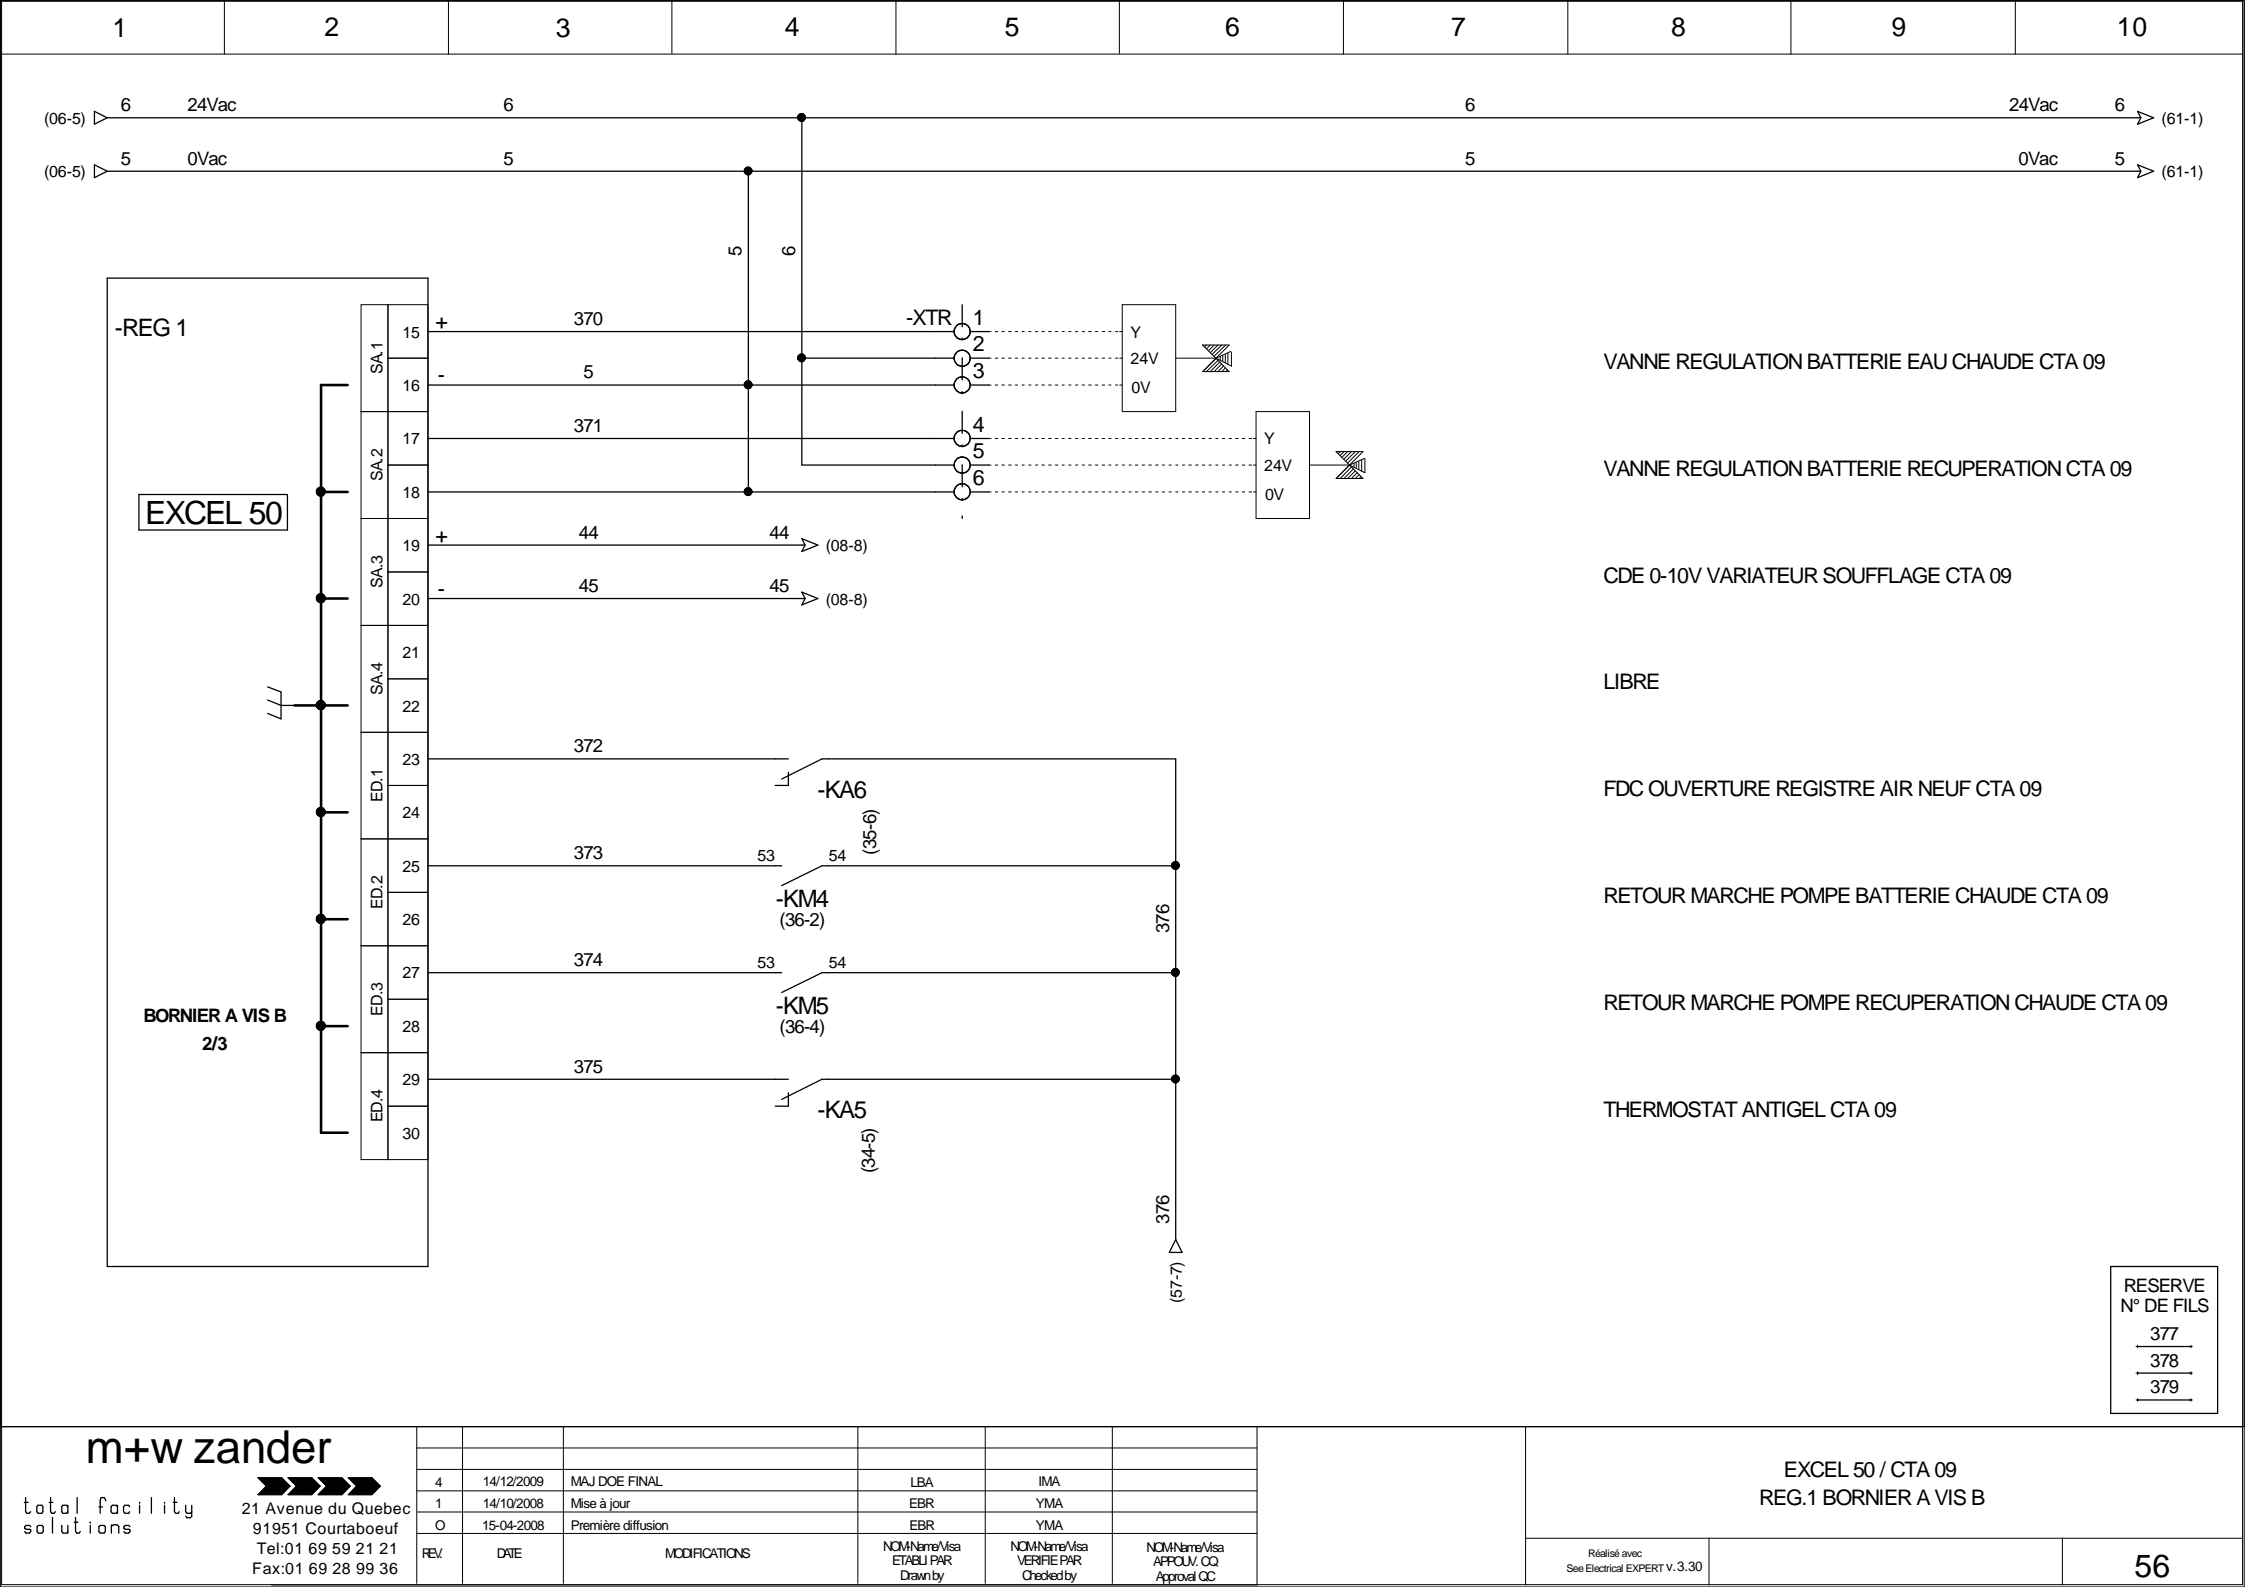 1 2 3 4 5 6 7 8 9 10
(06-5) 6 24Vac 6 6 24Vac 6 (61-1)
(06-5) 5 0Vac 5 5 0Vac 5 (61-1)
5 6
-REG 1
EXCEL 50
BORNIER A VIS B
2/3
SA.1 15 + 370 -XTR 1 Y
2 24V
16 - 5 3 0V
VANNE REGULATION BATTERIE EAU CHAUDE CTA 09
SA.2 17 371 4 Y
5 24V
18 6 0V
VANNE REGULATION BATTERIE RECUPERATION CTA 09
SA.3 19 + 44 44 (08-8)
20 - 45 45 (08-8)
CDE 0-10V VARIATEUR SOUFFLAGE CTA 09
SA.4 21
22
LIBRE
ED.1 23 372
-KA6
(35-6)
24
FDC OUVERTURE REGISTRE AIR NEUF CTA 09
ED.2 25 373 53 54
-KM4
(36-2)
26
376
RETOUR MARCHE POMPE BATTERIE CHAUDE CTA 09
ED.3 27 374 53 54
-KM5
(36-4)
28
RETOUR MARCHE POMPE RECUPERATION CHAUDE CTA 09
ED.4 29 375
-KA5
(34-5)
30
THERMOSTAT ANTIGEL CTA 09
376
(57-7)
RESERVE
N° DE FILS
377
378
379
m+w zander
total facility
solutions
21 Avenue du Quebec
91951 Courtaboeuf
Tel:01 69 59 21 21
Fax:01 69 28 99 36
4 14/12/2009 MAJ DOE FINAL LBA IMA
1 14/10/2008 Mise à jour EBR YMA
O 15-04-2008 Première diffusion EBR YMA
REV. DATE MODIFICATIONS
NOM-Name/Visa
ETABLI PAR
Drawn by
NOM-Name/Visa
VERIFIE PAR
Checked by
NOM-Name/Visa
APPOUV. CQ
Approval QC
EXCEL 50 / CTA 09
REG.1 BORNIER A VIS B
Réalisé avec
See Electrical EXPERT V. 3.30
56